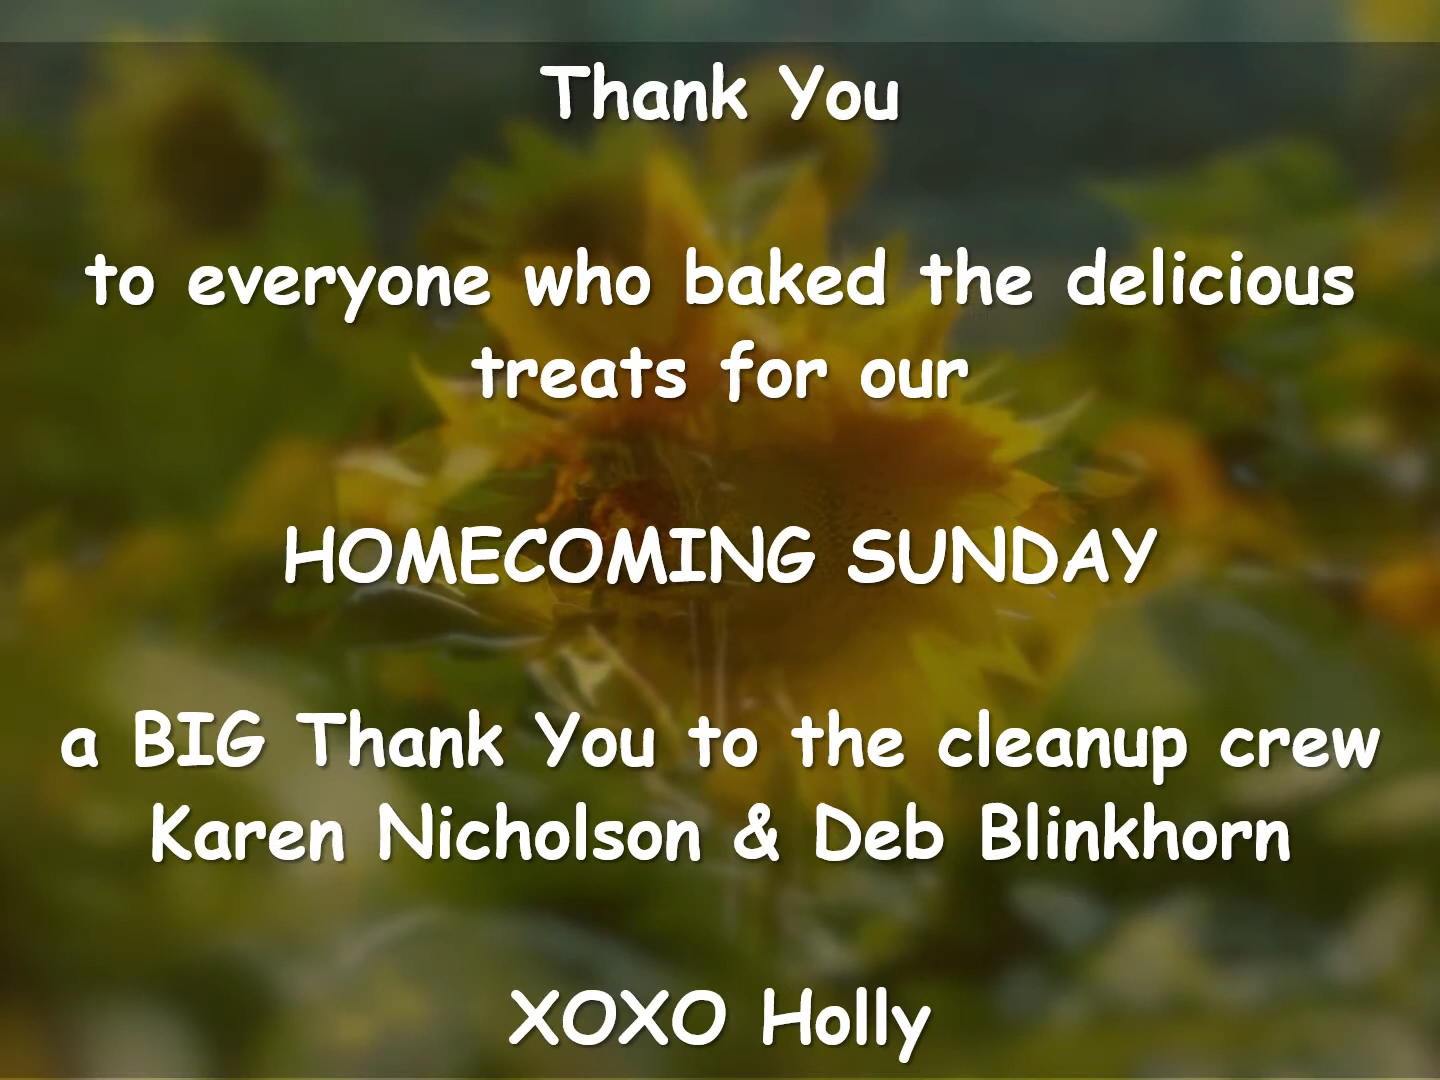 Thank You
to everyone who baked the delicious
treats for our
HOMECOMING SUNDAY
a BIG Thank You to the cleanup crew
Karen Nicholson & Deb Blinkhorn
XOXO Holly